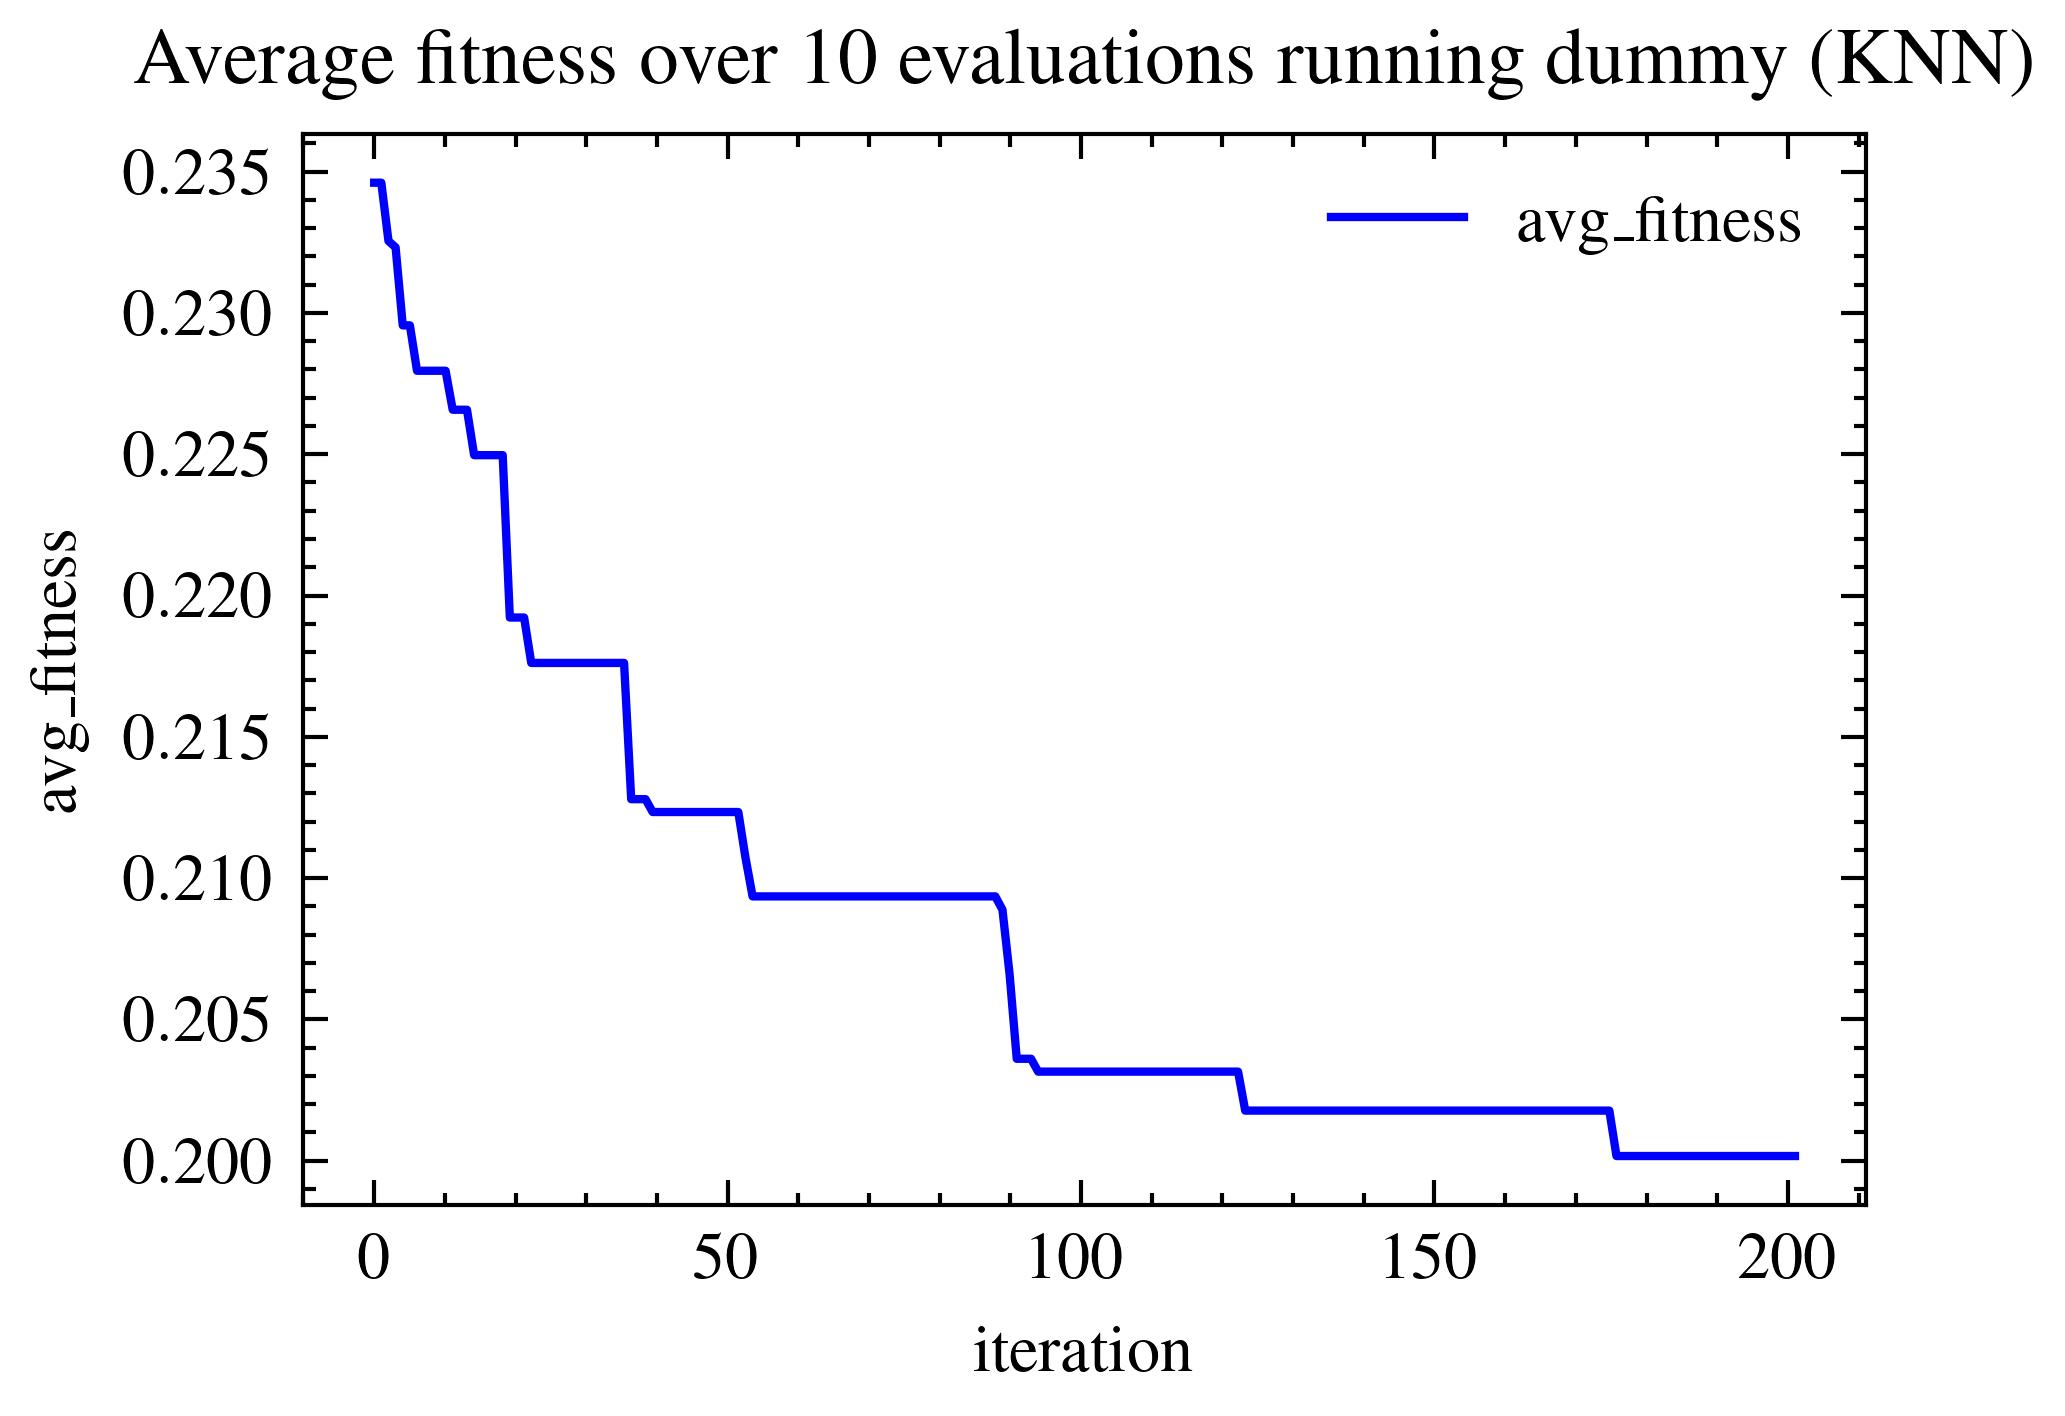 Average fitness over 10 evaluations running dummy (KNN)
avg_fitness
0.235
0.230
0.225
0.220
0.215
0.210
0.205
0.200
avg_fitness
0 50 100 150 200
iteration